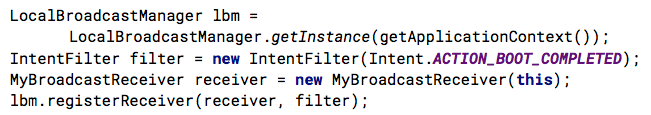 LocalBroadcastManager lbm =
LocalBroadcastManager.getInstance(getApplicationContext());
IntentFilter filter = new IntentFilter(Intent.ACTION_BOOT_COMPLETED);
MyBroadcastReceiver receiver = new MyBroadcastReceiver(this);
lbm.registerReceiver(receiver, filter);